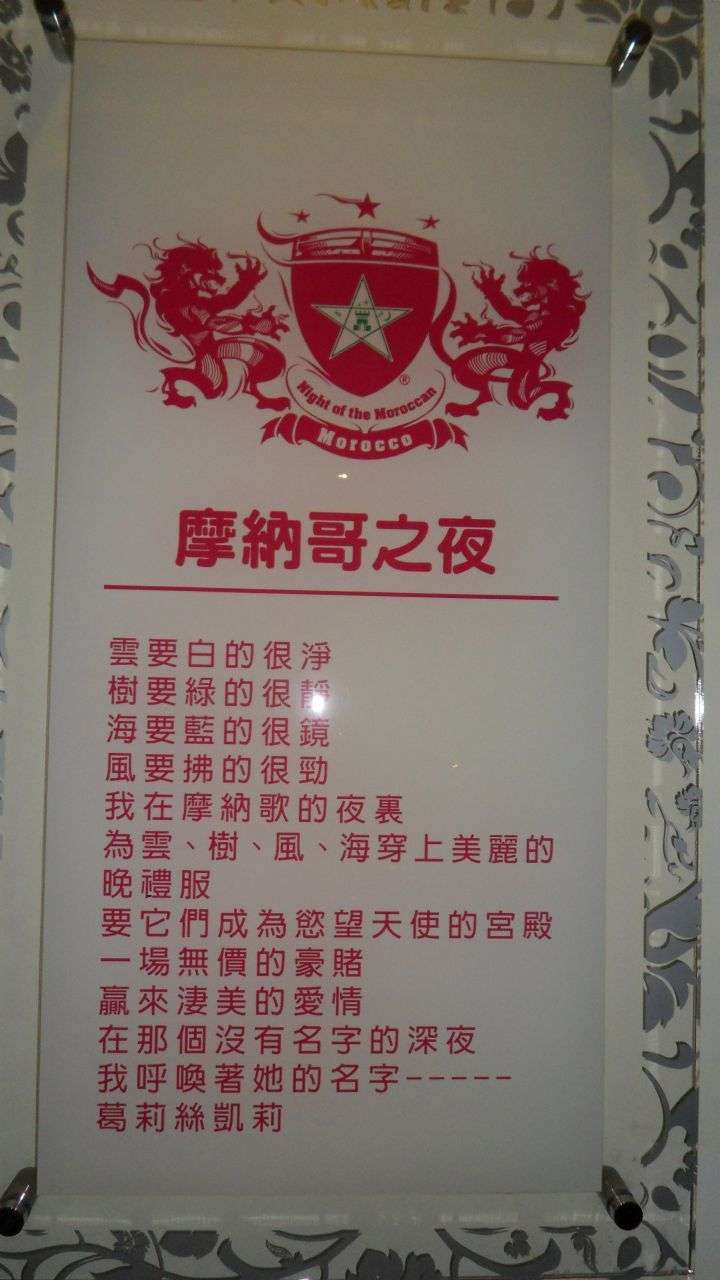 Night of the Moroccan
Morocco
摩納哥之夜
雲要白的很淨
樹要綠的很靜
海要藍的很鏡
風要拂的很勁
我在摩納歌的夜裏
為雲、樹、風、海穿上美麗的
晚禮服
要它們成為慾望天使的宮殿
一場無價的豪賭
贏來淒美的愛情
在那個沒有名字的深夜
我呼喚著她的名字-----
葛莉絲凱莉